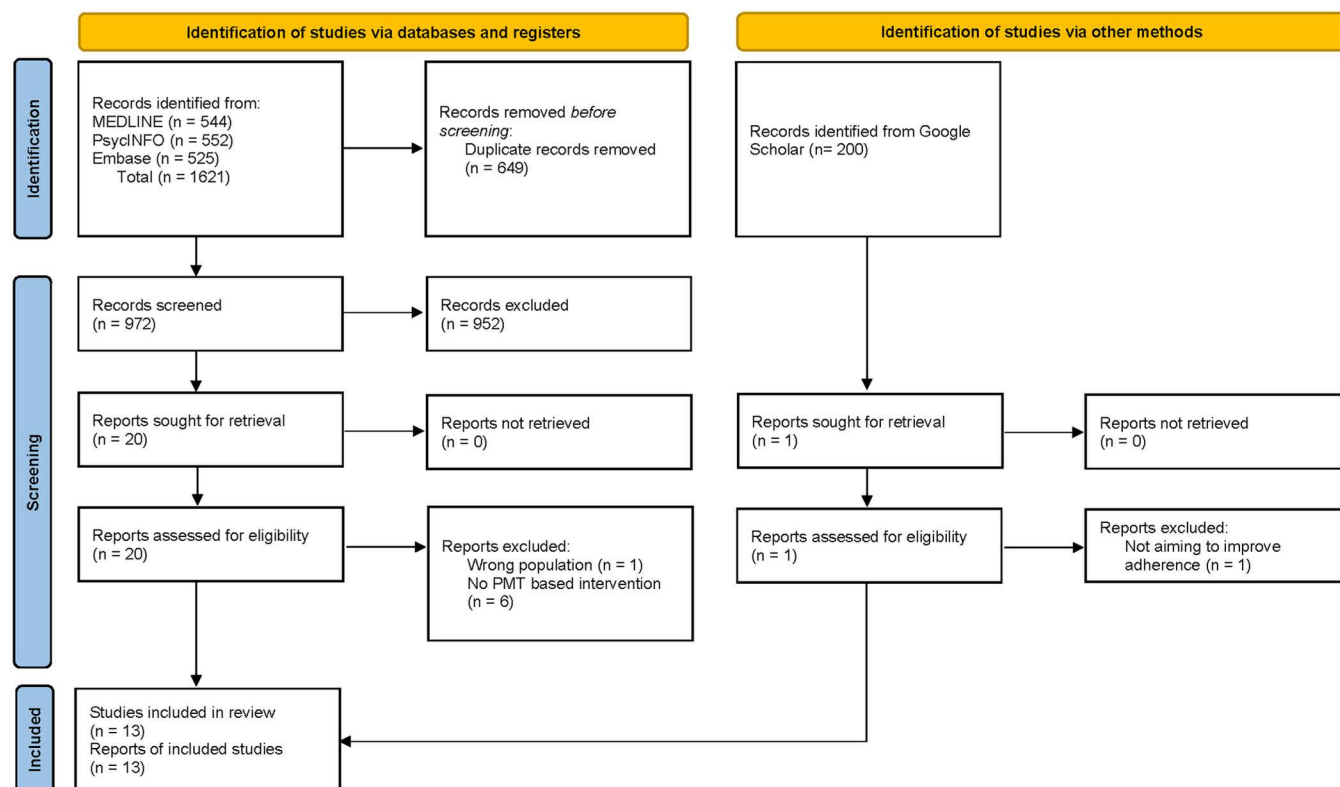 Identification of studies via databases and registers
Identification of studies via other methods
Identification
Records identified from:
MEDLINE (n = 544)
PsycINFO (n = 552)
Embase (n = 525)
Total (n = 1621)
Records removed before
screening:
Duplicate records removed
(n = 649)
Records identified from Google
Scholar (n= 200)
Screening
Records screened
(n = 972)
Records excluded
(n = 952)
Reports sought for retrieval
(n = 20)
Reports not retrieved
(n = 0)
Reports sought for retrieval
(n = 1)
Reports not retrieved
(n = 0)
Reports assessed for eligibility
(n = 20)
Reports excluded:
Wrong population (n = 1)
No PMT based intervention
(n = 6)
Reports assessed for eligibility
(n = 1)
Reports excluded:
Not aiming to improve
adherence (n = 1)
Included
Studies included in review
(n = 13)
Reports of included studies
(n = 13)